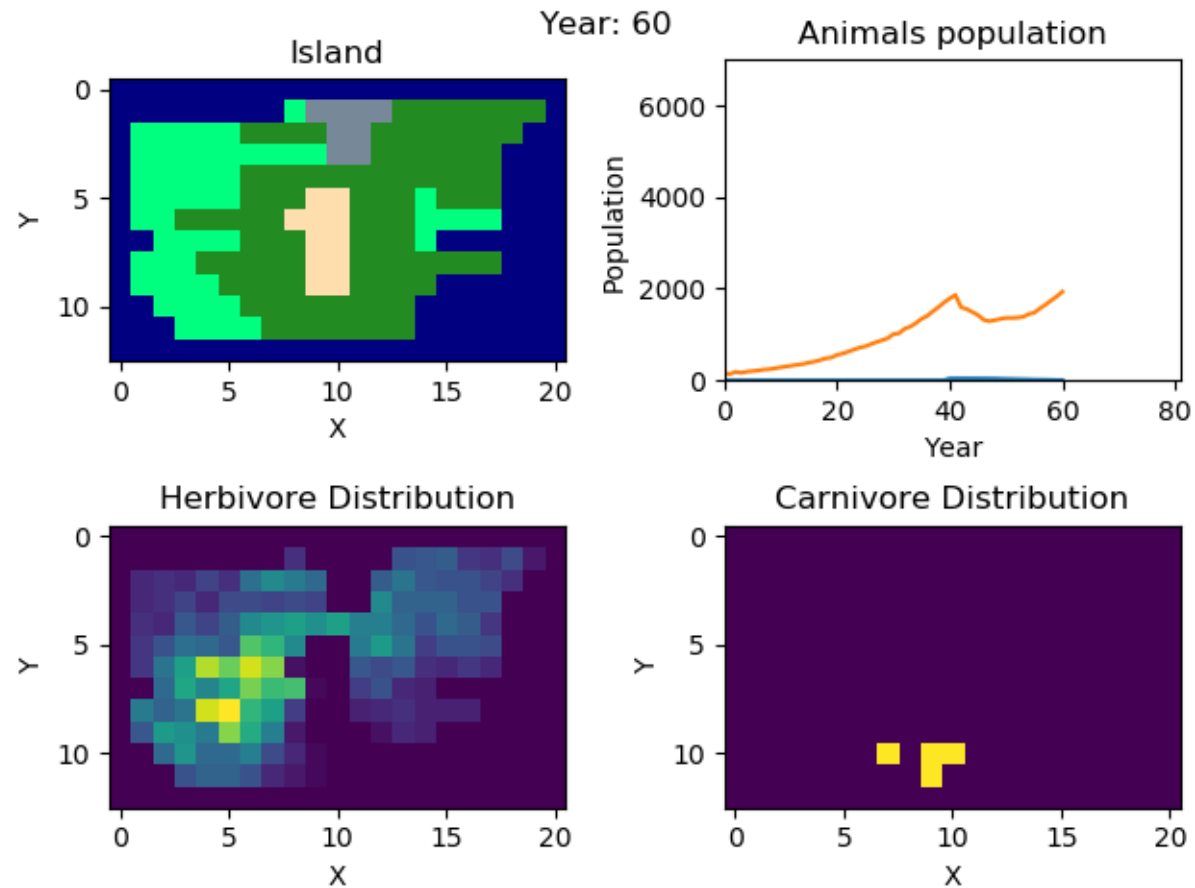 Year: 60
Island
0
5
10
Y
0 5 10 15 20
X
Animals population
6000
4000
2000
0
Population
0 20 40 60 80
Year
Herbivore Distribution
0
5
10
Y
0 5 10 15 20
X
Carnivore Distribution
0
5
10
Y
0 5 10 15 20
X